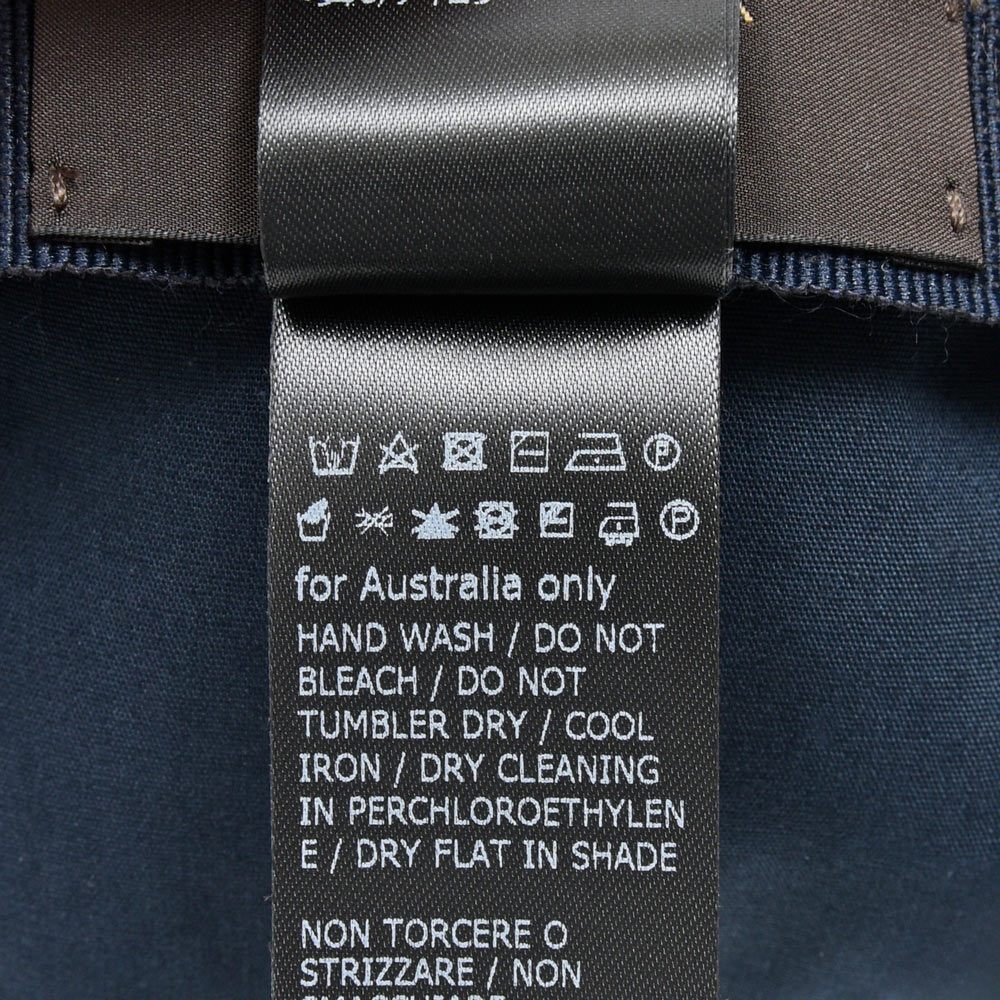 for Australia only
HAND WASH / DO NOT
BLEACH / DO NOT
TUMBLER DRY / COOL
IRON / DRY CLEANING
IN PERCHLOROETHYLEN
E / DRY FLAT IN SHADE
NON TORCERE O
STRIZZARE / NON